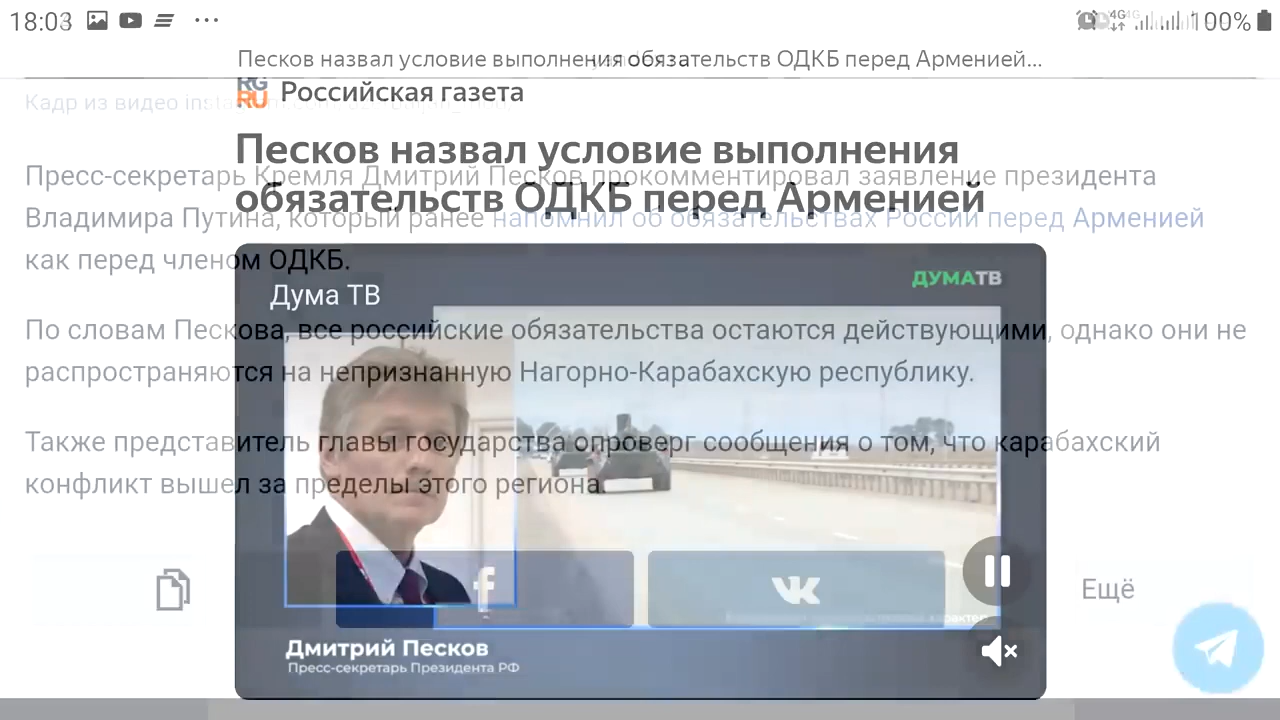 18:03
4G
100%
Песков назвал условие выполнения обязательств ОДКБ перед Арменией...
RG
RU
Российская газета
Кадр из видео
Песков назвал условие выполнения
обязательств ОДКБ перед Арменией
Пресс-секретарь Кремля Дмитрий Песков прокомментировал заявление президента
Владимира Путина, который ранее напомнил об обязательствах России перед Арменией
как перед членом ОДКБ.
ДУМАТВ
Дума ТВ
По словам Пескова, все российские обязательства остаются действующими, однако они не
распространяются на непризнанную Нагорно-Карабахскую республику.
Также представитель главы государства опроверг сообщения о том, что карабахский
конфликт вышел за пределы этого региона.
Ещё
Дмитрий Песков
Пресс-секретарь Президента РФ